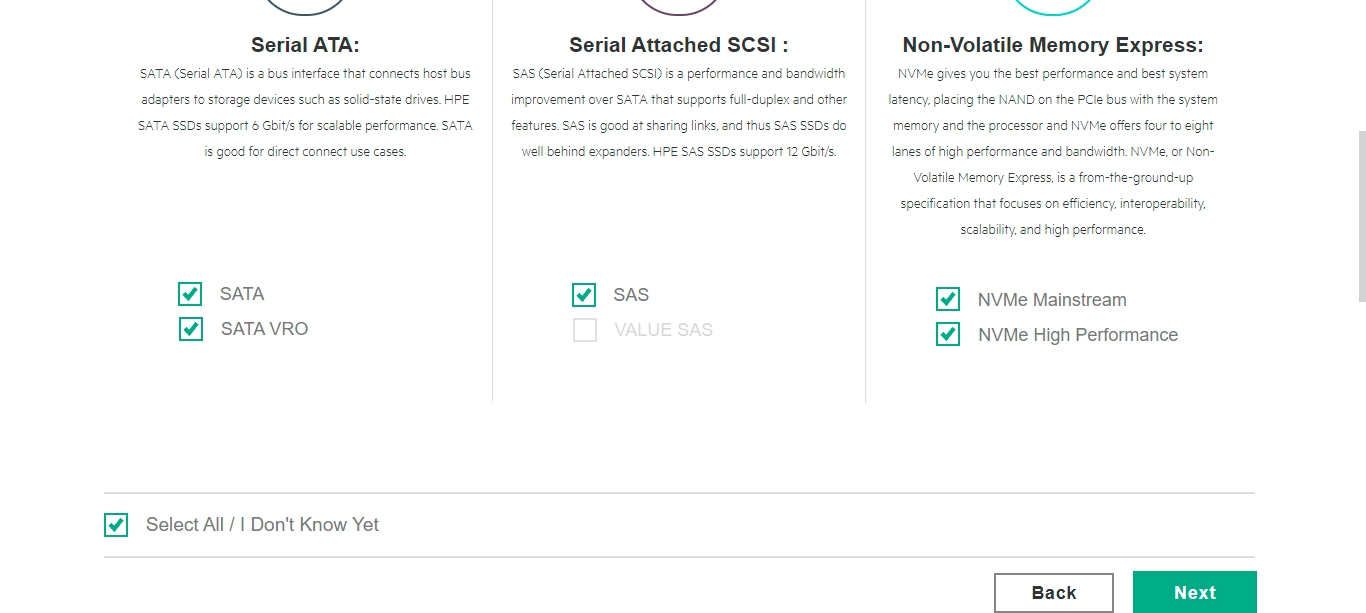 Serial ATA:
SATA (Serial ATA) is a bus interface that connects host bus
adapters to storage devices such as solid-state drives. HPE
SATA SSDs support 6 Gbit/s for scalable performance. SATA
is good for direct connect use cases.
SATA
SATA VRO
Serial Attached SCSI :
SAS (Serial Attached SCSI) is a performance and bandwidth
improvement over SATA that supports full-duplex and other
features. SAS is good at sharing links, and thus SAS SSDs do
well behind expanders. HPE SAS SSDs support 12 Gbit/s.
SAS
VALUE SAS
Non-Volatile Memory Express:
NVMe gives you the best performance and best system
latency, placing the NAND on the PCIe bus with the system
memory and the processor and NVMe offers four to eight
lanes of high performance and bandwidth. NVMe, or Non-
Volatile Memory Express, is a from-the-ground-up
specification that focuses on efficiency, interoperability,
scalability, and high performance.
NVMe Mainstream
NVMe High Performance
Select All / I Don't Know Yet
Back
Next